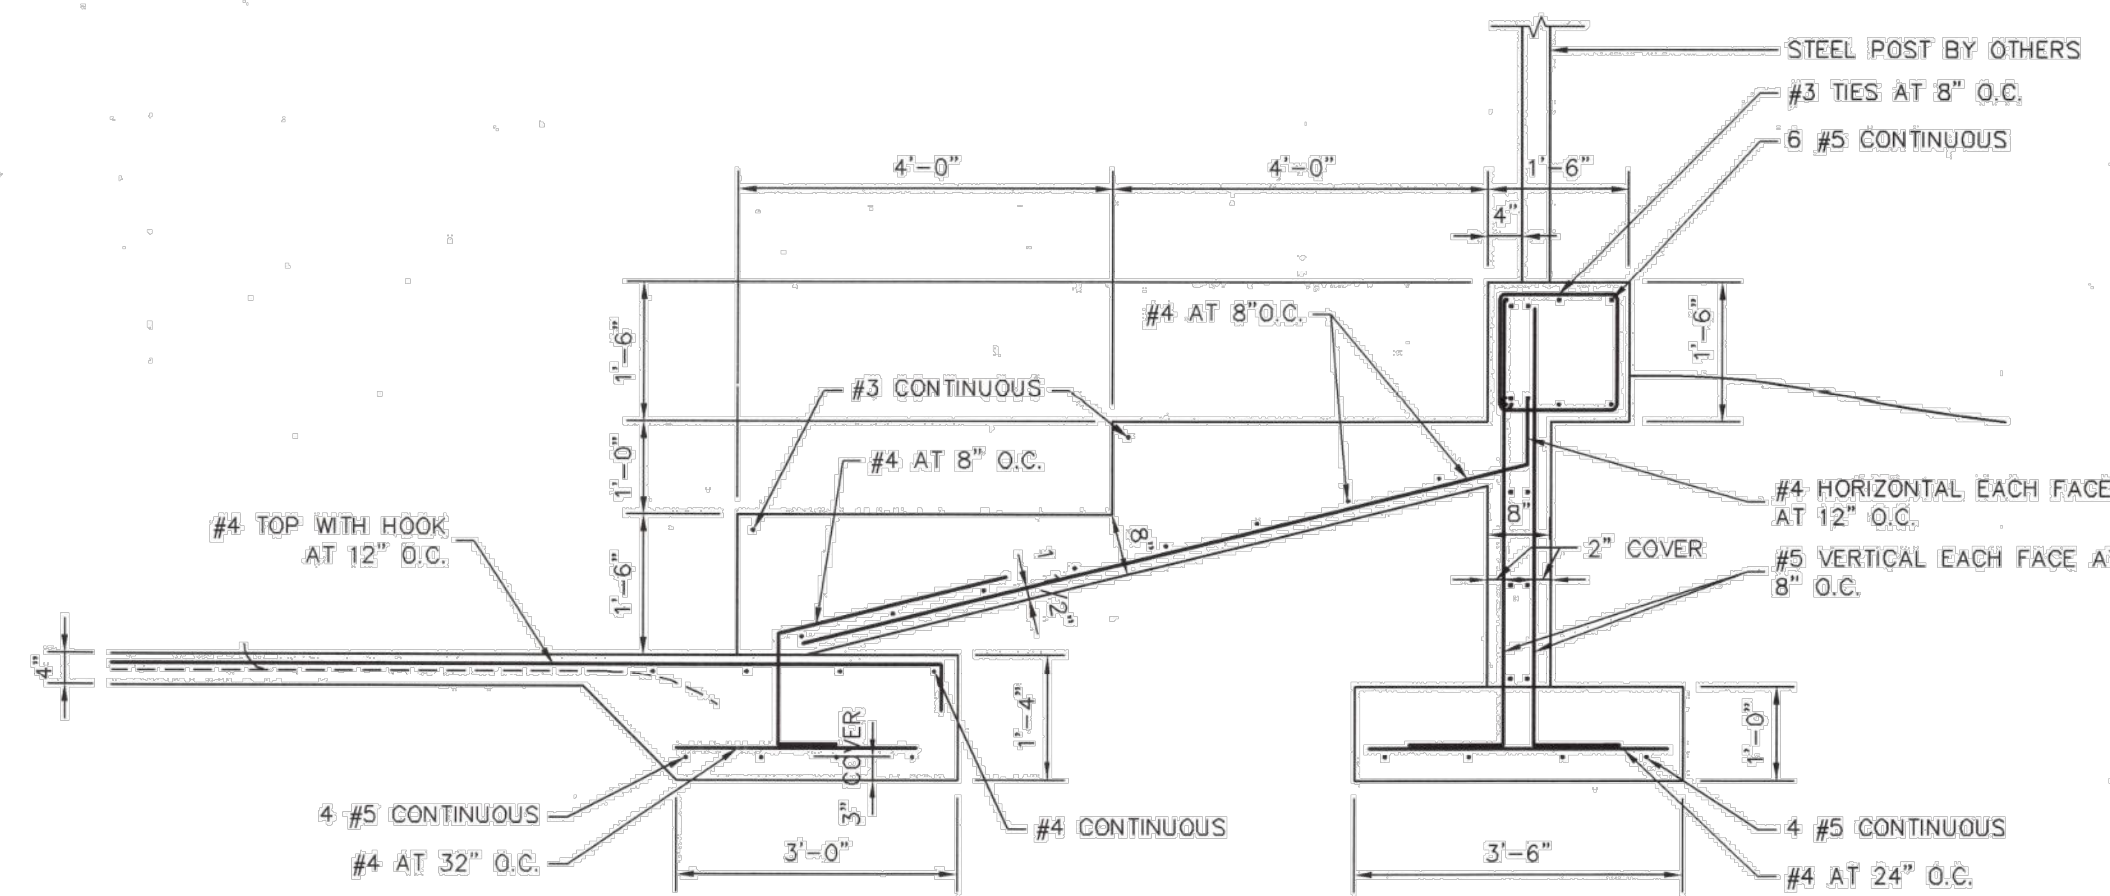 STEEL POST BY OTHERS
#3 TIES AT 8" O.C.
6 #5 CONTINUOUS
4'-0"
4'-0"
1'-6"
4"
#4 AT 8"O.C.
1'-6"
1'-6"
#3 CONTINUOUS
1'-0"
#4 AT 8" O.C.
#4 HORIZONTAL EACH FACE
AT 12" O.C.
8"
#4 TOP WITH HOOK
AT 12" O.C.
8"
2" COVER
#5 VERTICAL EACH FACE A
8" O.C.
1'-6"
1 1/2"
4"
1'-4"
3" COVER
1'-0"
4 #5 CONTINUOUS
#4 CONTINUOUS
4 #5 CONTINUOUS
#4 AT 32" O.C.
3'-0"
3'-6"
#4 AT 24" O.C.